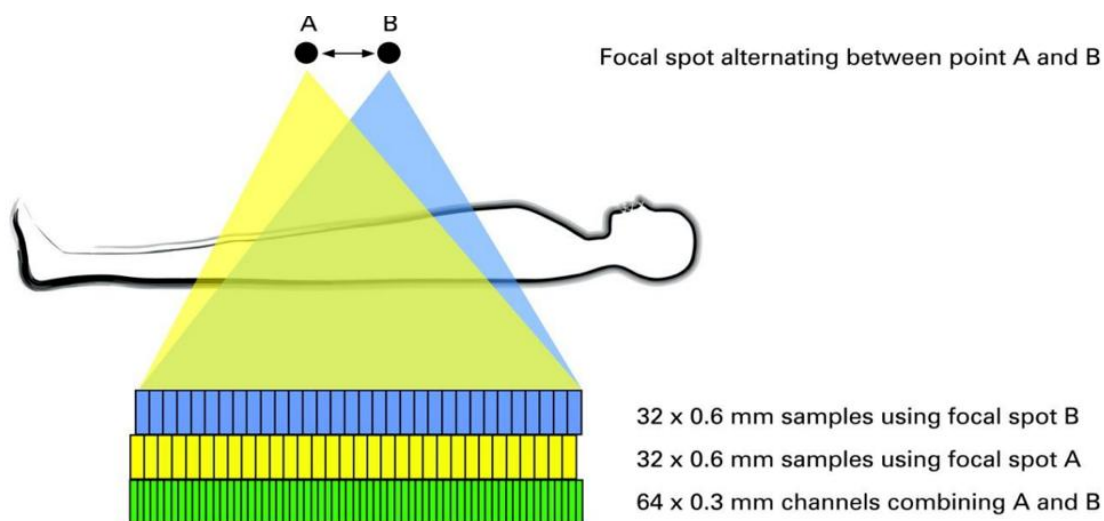 A B
Focal spot alternating between point A and B
32 x 0.6 mm samples using focal spot B
32 x 0.6 mm samples using focal spot A
64 x 0.3 mm channels combining A and B